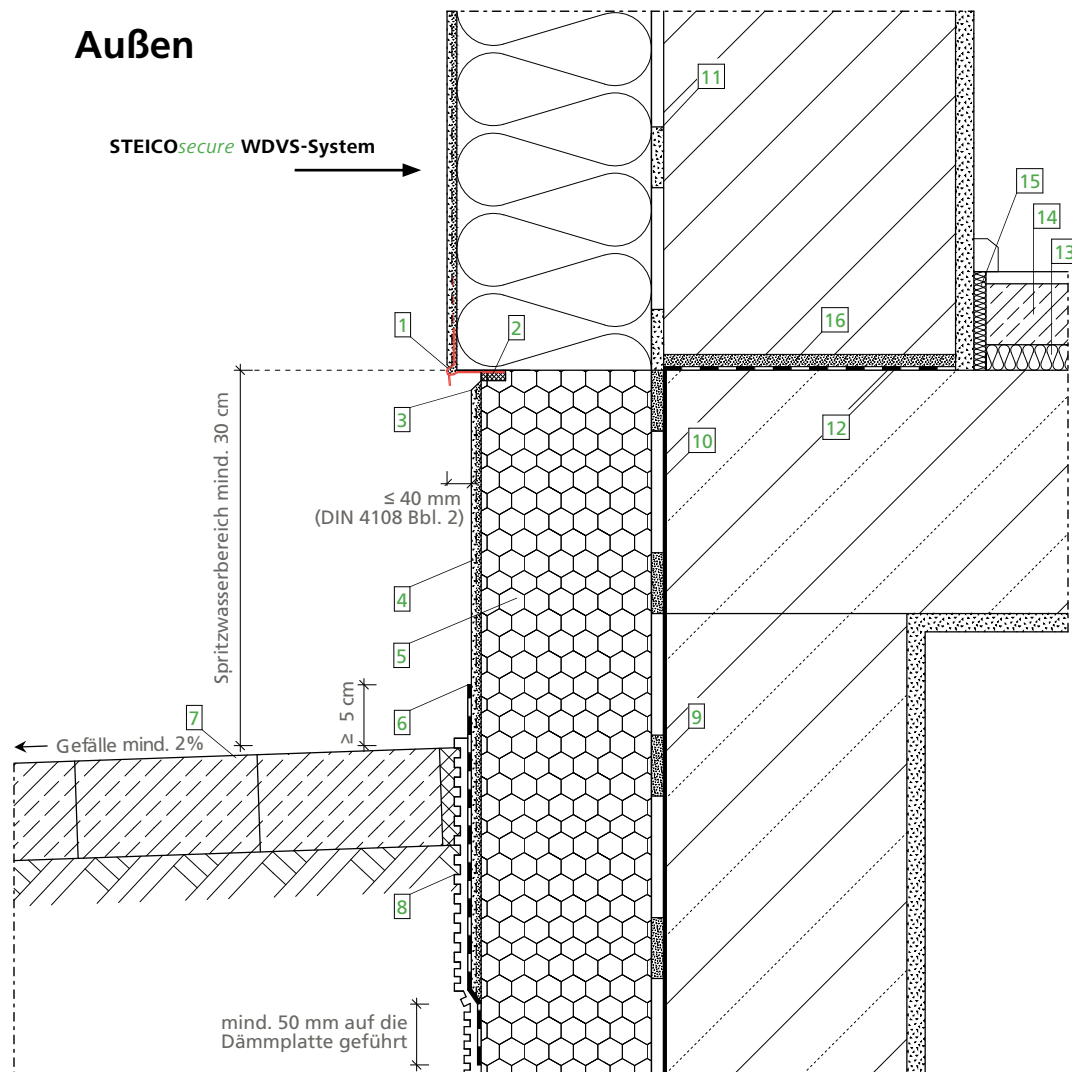 Außen
STEICOsecure WDVS-System
11
15
14
13
1
2
16
3
12
10
Spritzwasserbereich mind. 30 cm
≤ 40 mm
(DIN 4108 Bbl. 2)
4
5
≥ 5 cm
6
7
9
Gefälle mind. 2%
8
mind. 50 mm auf die
Dämmplatte geführt